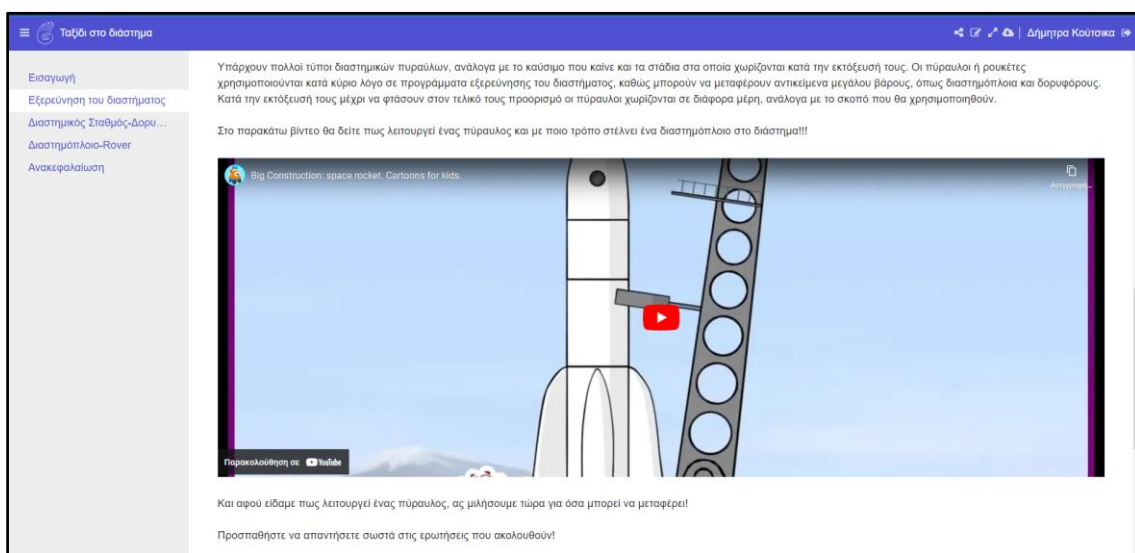 Ταξίδι στο διάστημα
Δήμητρα Κούτσικα
Εισαγωγή
Εξερεύνηση του διαστήματος
Διαστημικός Σταθμός-Δορυ…
Διαστημόπλοιο-Rover
Ανακεφαλαίωση
Υπάρχουν πολλοί τύποι διαστημικών πυραύλων, ανάλογα με το καύσιμο που καίνε και τα στάδια στα οποία χωρίζονται κατά την εκτόξευσή τους. Οι πύραυλοι ή ρουκέτες
χρησιμοποιούνται κατά κύριο λόγο σε προγράμματα εξερεύνησης του διαστήματος, καθώς μπορούν να μεταφέρουν αντικείμενα μεγάλου βάρους, όπως διαστημόπλοια και δορυφόρους.
Κατά την εκτόξευσή τους μέχρι να φτάσουν στον τελικό τους προορισμό οι πύραυλοι χωρίζονται σε διάφορα μέρη, ανάλογα με το σκοπό που θα χρησιμοποιηθούν.
Στο παρακάτω βίντεο θα δείτε πως λειτουργεί ένας πύραυλος και με ποιο τρόπο στέλνει ένα διαστημόπλοιο στο διάστημα!!!
Big Construction: space rocket. Cartoons for kids.
Αντιγραφή...
Παρακολούθηση σε YouTube
Και αφού είδαμε πως λειτουργεί ένας πύραυλος, ας μιλήσουμε τώρα για όσα μπορεί να μεταφέρει!
Προσπαθήστε να απαντήσετε σωστά στις ερωτήσεις που ακολουθούν!